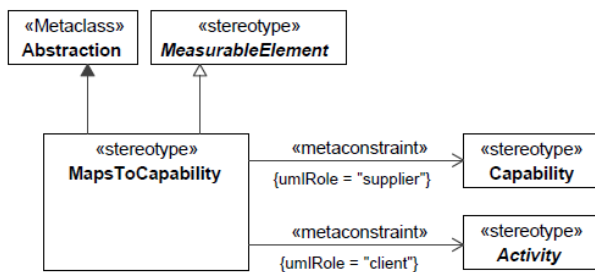 «Metaclass»
Abstraction
«stereotype»
MeasurableElement
«stereotype»
MapsToCapability
«metaconstraint»
{umlRole = "supplier"}
«stereotype»
Capability
«metaconstraint»
{umlRole = "client"}
«stereotype»
Activity